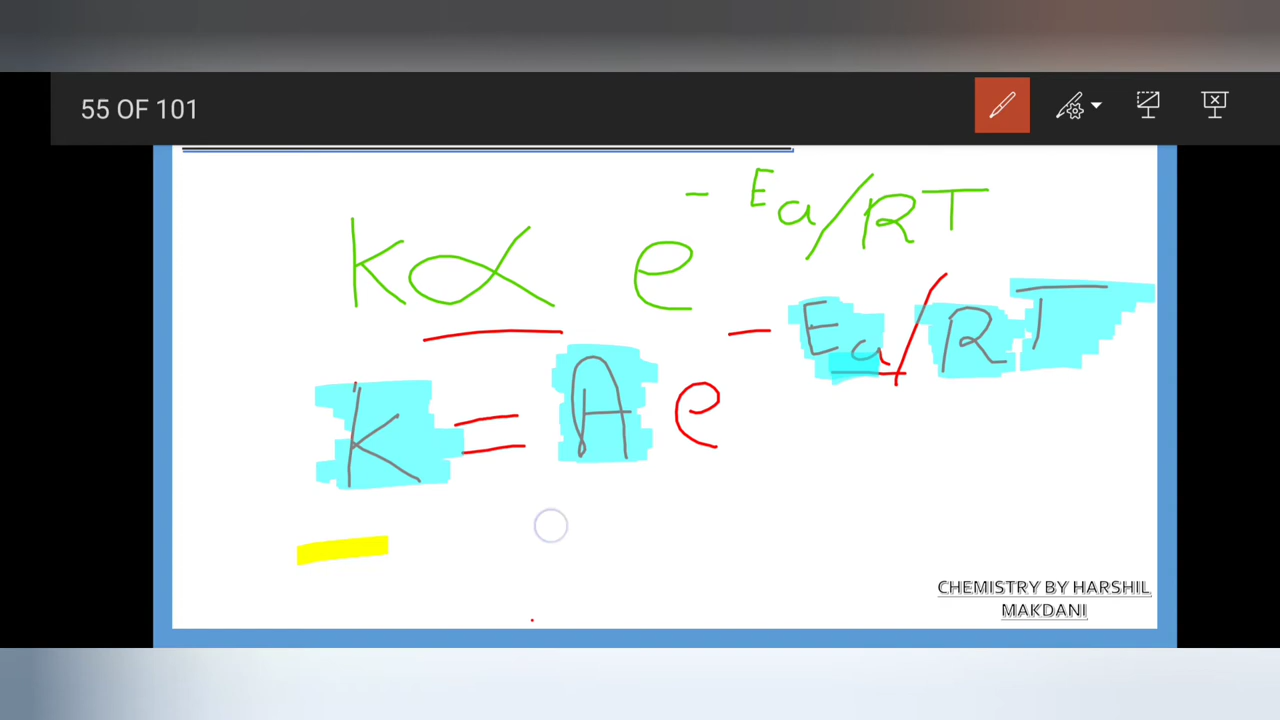 55 OF 101
k ∝ e^-Ea/RT
K = A e^-Ea/RT
CHEMISTRY BY HARSHIL
MAKDANI